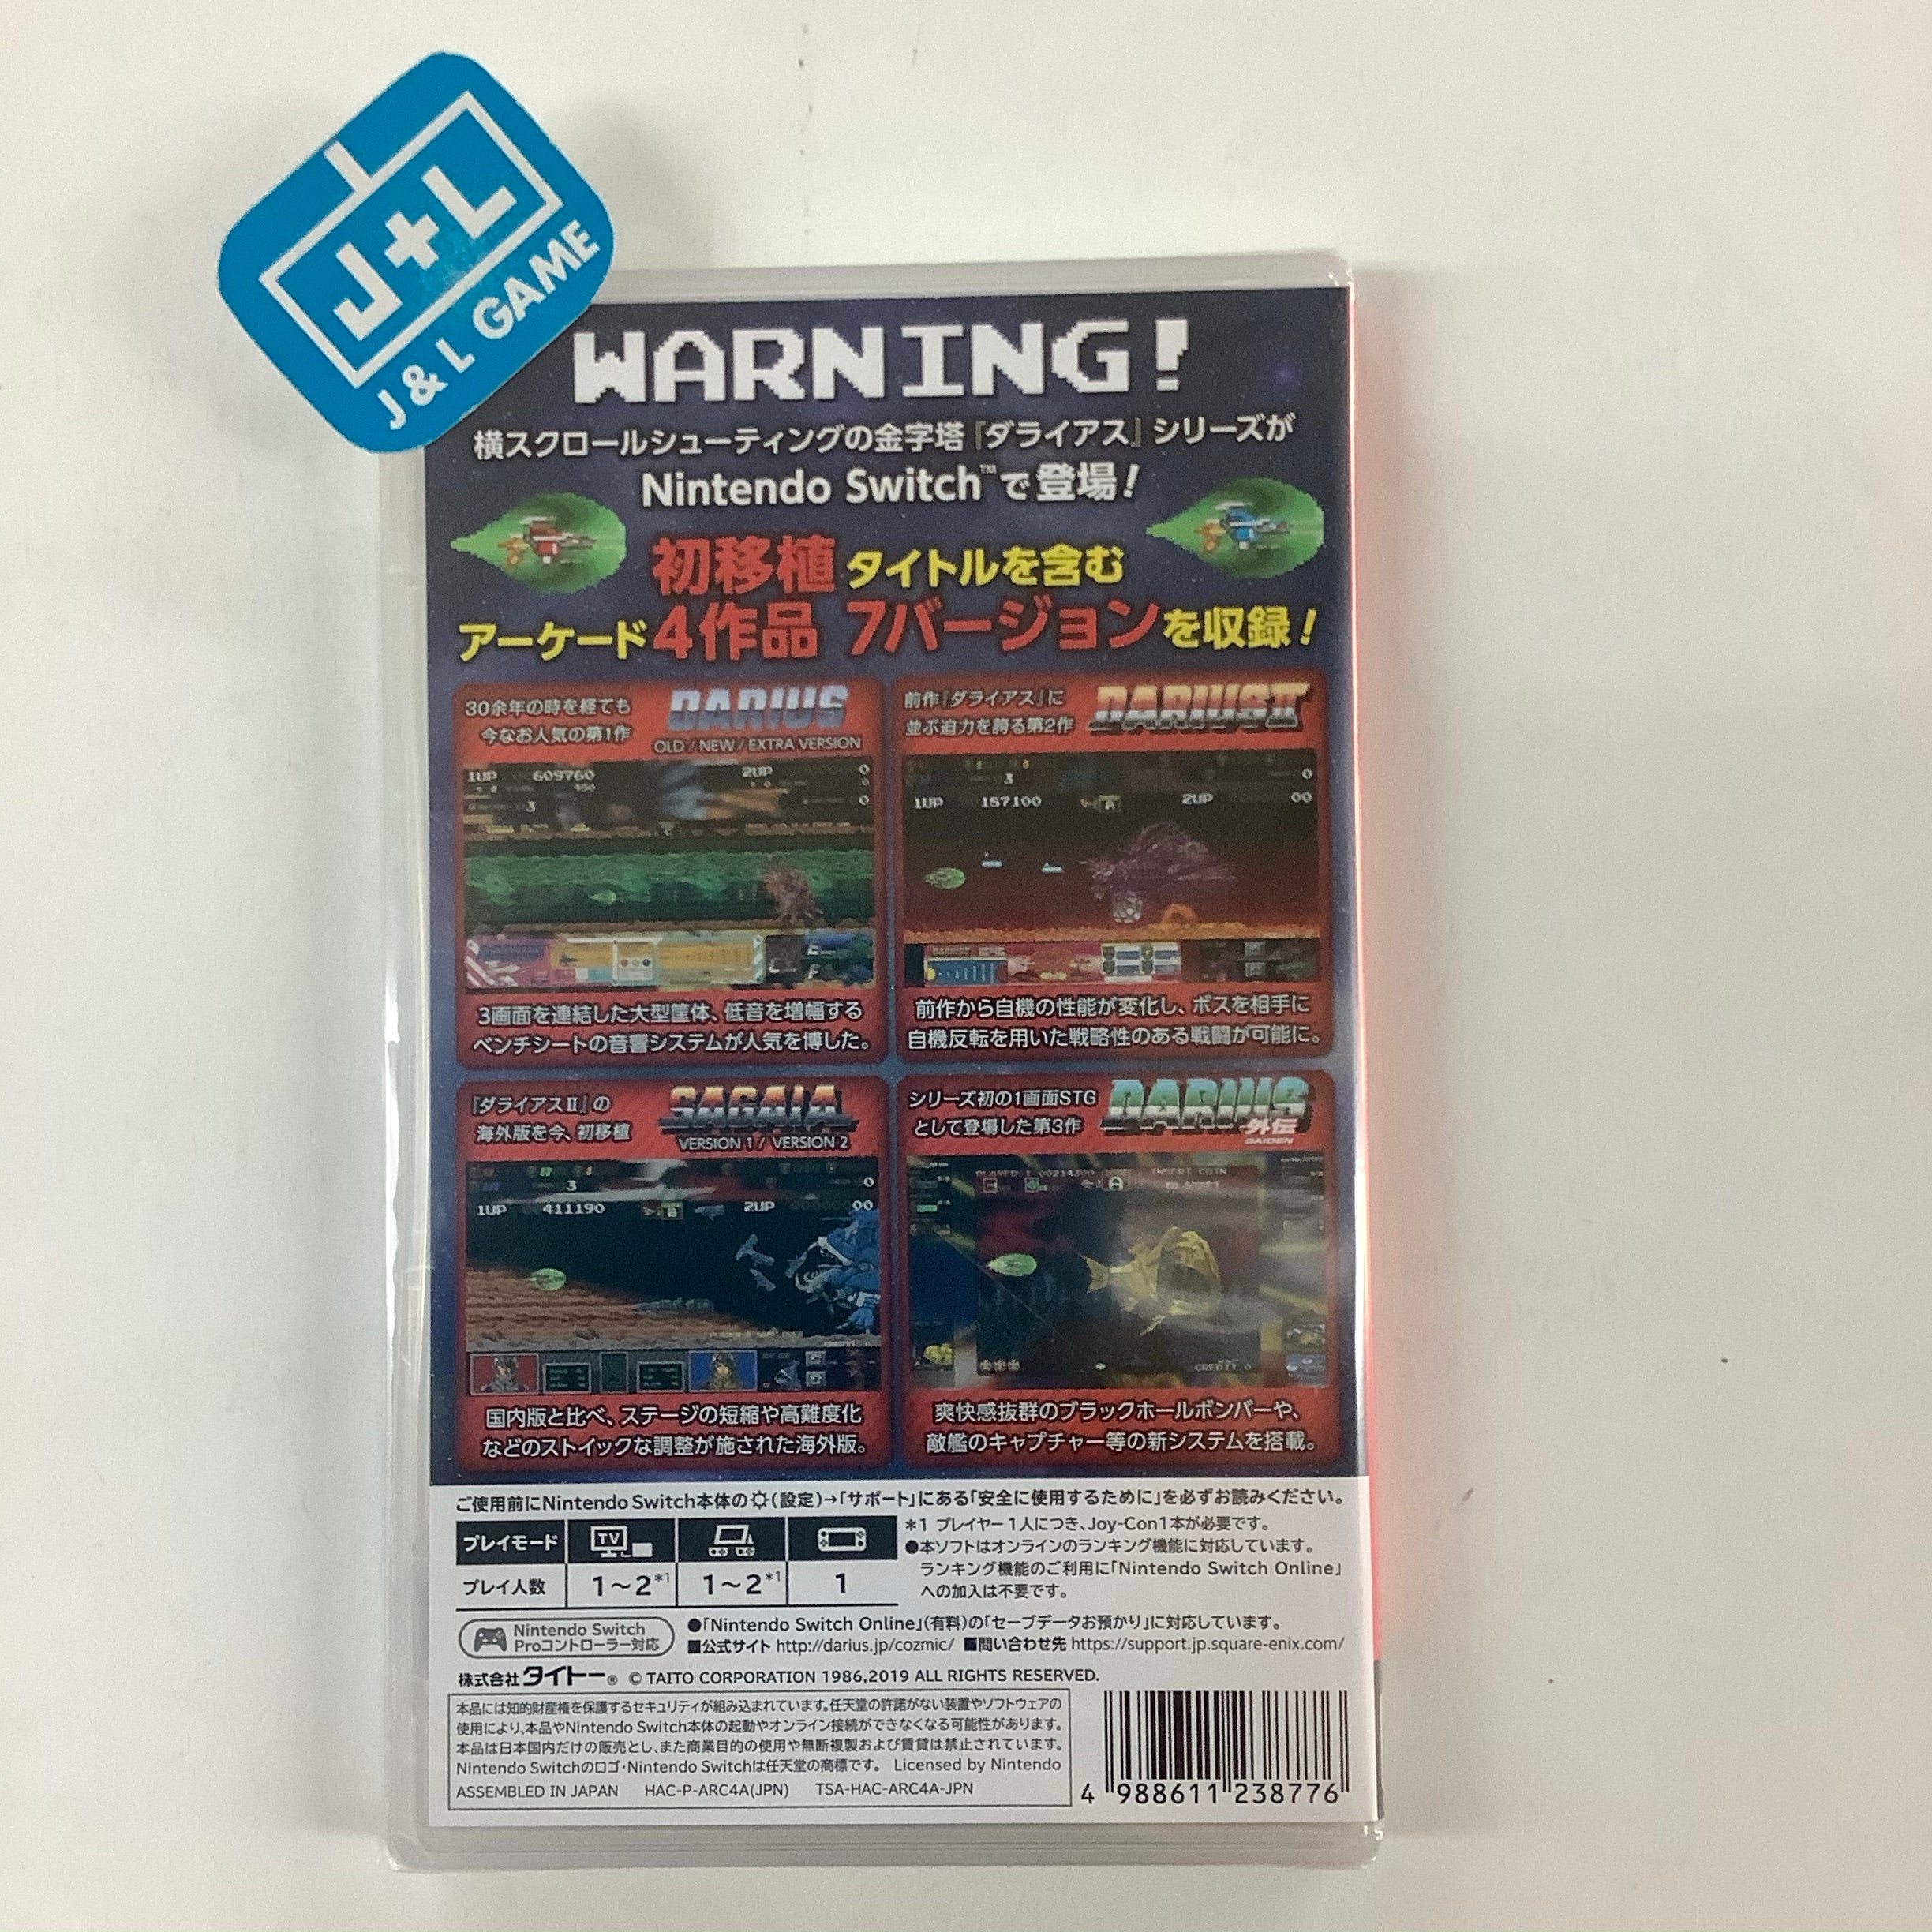 J+L
J & L GAME
WARNING!
横スクロールシューティングの金字塔『ダライアス』シリーズが
Nintendo Switch™で登場!
初移植タイトルを含む
アーケード4作品 7バージョンを収録!
30余年の時を経ても
今なお人気の第1作
DARIUS
OLD / NEW / EXTRA VERSION
1UP 609760 2UP 0
3 0
3画面を連結した大型筐体、低音を増幅する
ベンチシートの音響システムが人気を博した。
前作『ダライアス』に
並ぶ迫力を誇る第2作
DARIUS II
3 0
1UP 187100 2UP 00
前作から自機の性能が変化し、ボスを相手に
自機反転を用いた戦略性のある戦闘が可能に。
『ダライアスⅡ』の
海外版を今、初移植
SAGAIA
VERSION 1 / VERSION 2
3 0
1UP 411190 2UP 00
国内版と比べ、ステージの短縮や高難度化
などのストイックな調整が施された海外版。
シリーズ初の1画面STG
として登場した第3作
DARIUS
外伝
GAIDEN
INSERT COIN
CREDIT 0
爽快感抜群のブラックホールボンバーや、
敵艦のキャプチャー等の新システムを搭載。
ご使用前にNintendo Switch本体の(設定)→「サポート」にある「安全に使用するために」を必ずお読みください。
プレイモード TV
プレイ人数 1～2*1 1～2*1 1
*1 プレイヤー1人につき、Joy-Con1本が必要です。
●本ソフトはオンラインのランキング機能に対応しています。
ランキング機能のご利用に「Nintendo Switch Online」
への加入は不要です。
Nintendo Switch
Proコントローラー対応
●「Nintendo Switch Online」(有料)の「セーブデータお預かり」に対応しています。
■公式サイト http://darius.jp/cozmic/ ■問い合わせ先 https://support.jp.square-enix.com/
株式会社タイトー® © TAITO CORPORATION 1986,2019 ALL RIGHTS RESERVED.
本品には知的財産権を保護するセキュリティが組み込まれています。任天堂の許諾がない装置やソフトウェアの
使用により、本品やNintendo Switch本体の起動やオンライン接続ができなくなる可能性があります。
本品は日本国内だけの販売とし、また商業目的の使用や無断複製および賃貸は禁止されています。
Nintendo Switchのロゴ・Nintendo Switchは任天堂の商標です。 Licensed by Nintendo
ASSEMBLED IN JAPAN HAC-P-ARC4A(JPN) TSA-HAC-ARC4A-JPN
4 988611 238776